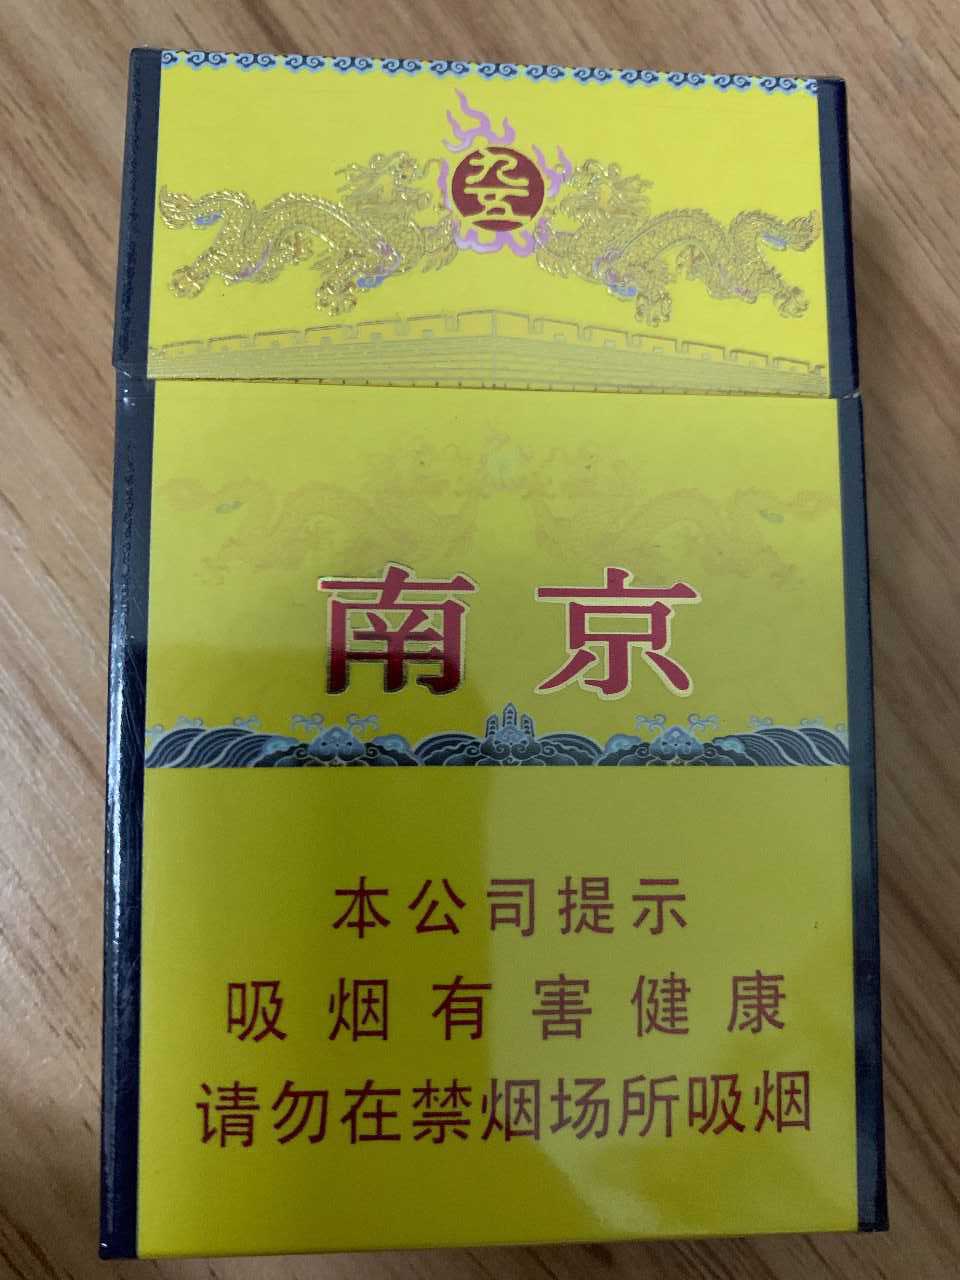 九五
南京
本公司提示
吸烟有害健康
请勿在禁烟场所吸烟